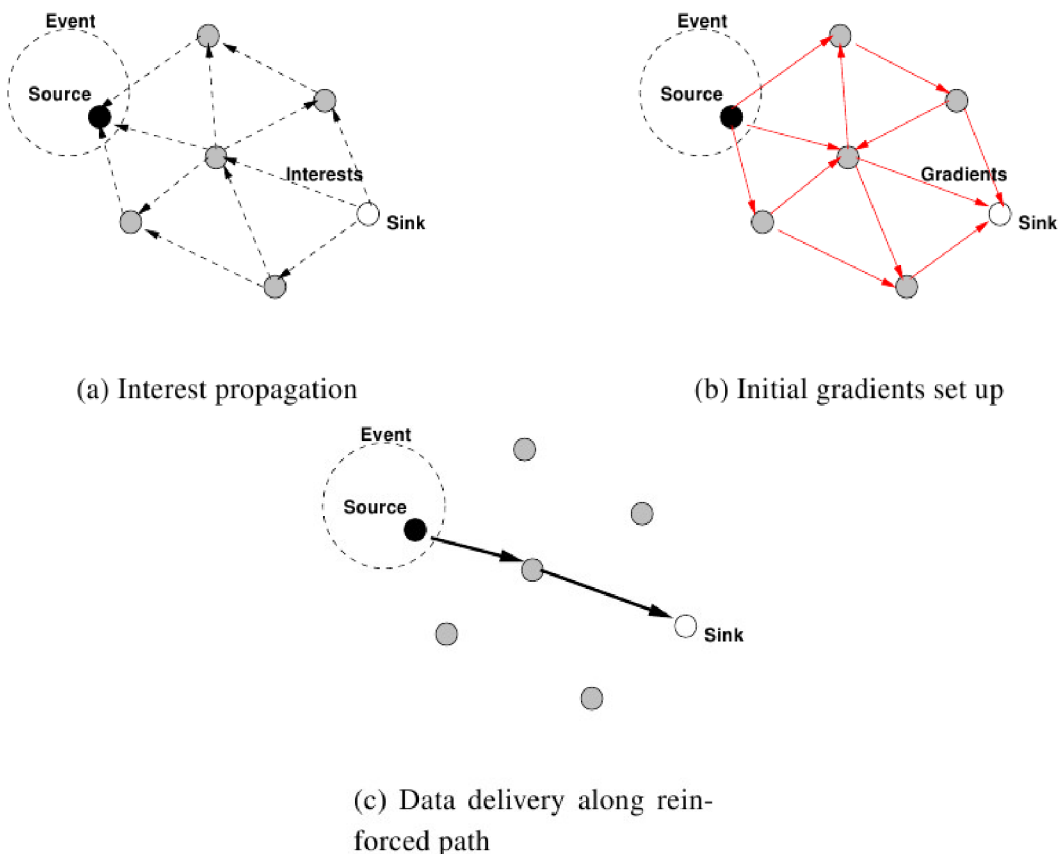 Event
Source
Interests
Sink
(a) Interest propagation
Event
Source
Gradients
Sink
(b) Initial gradients set up
Event
Source
Sink
(c) Data delivery along rein-
forced path